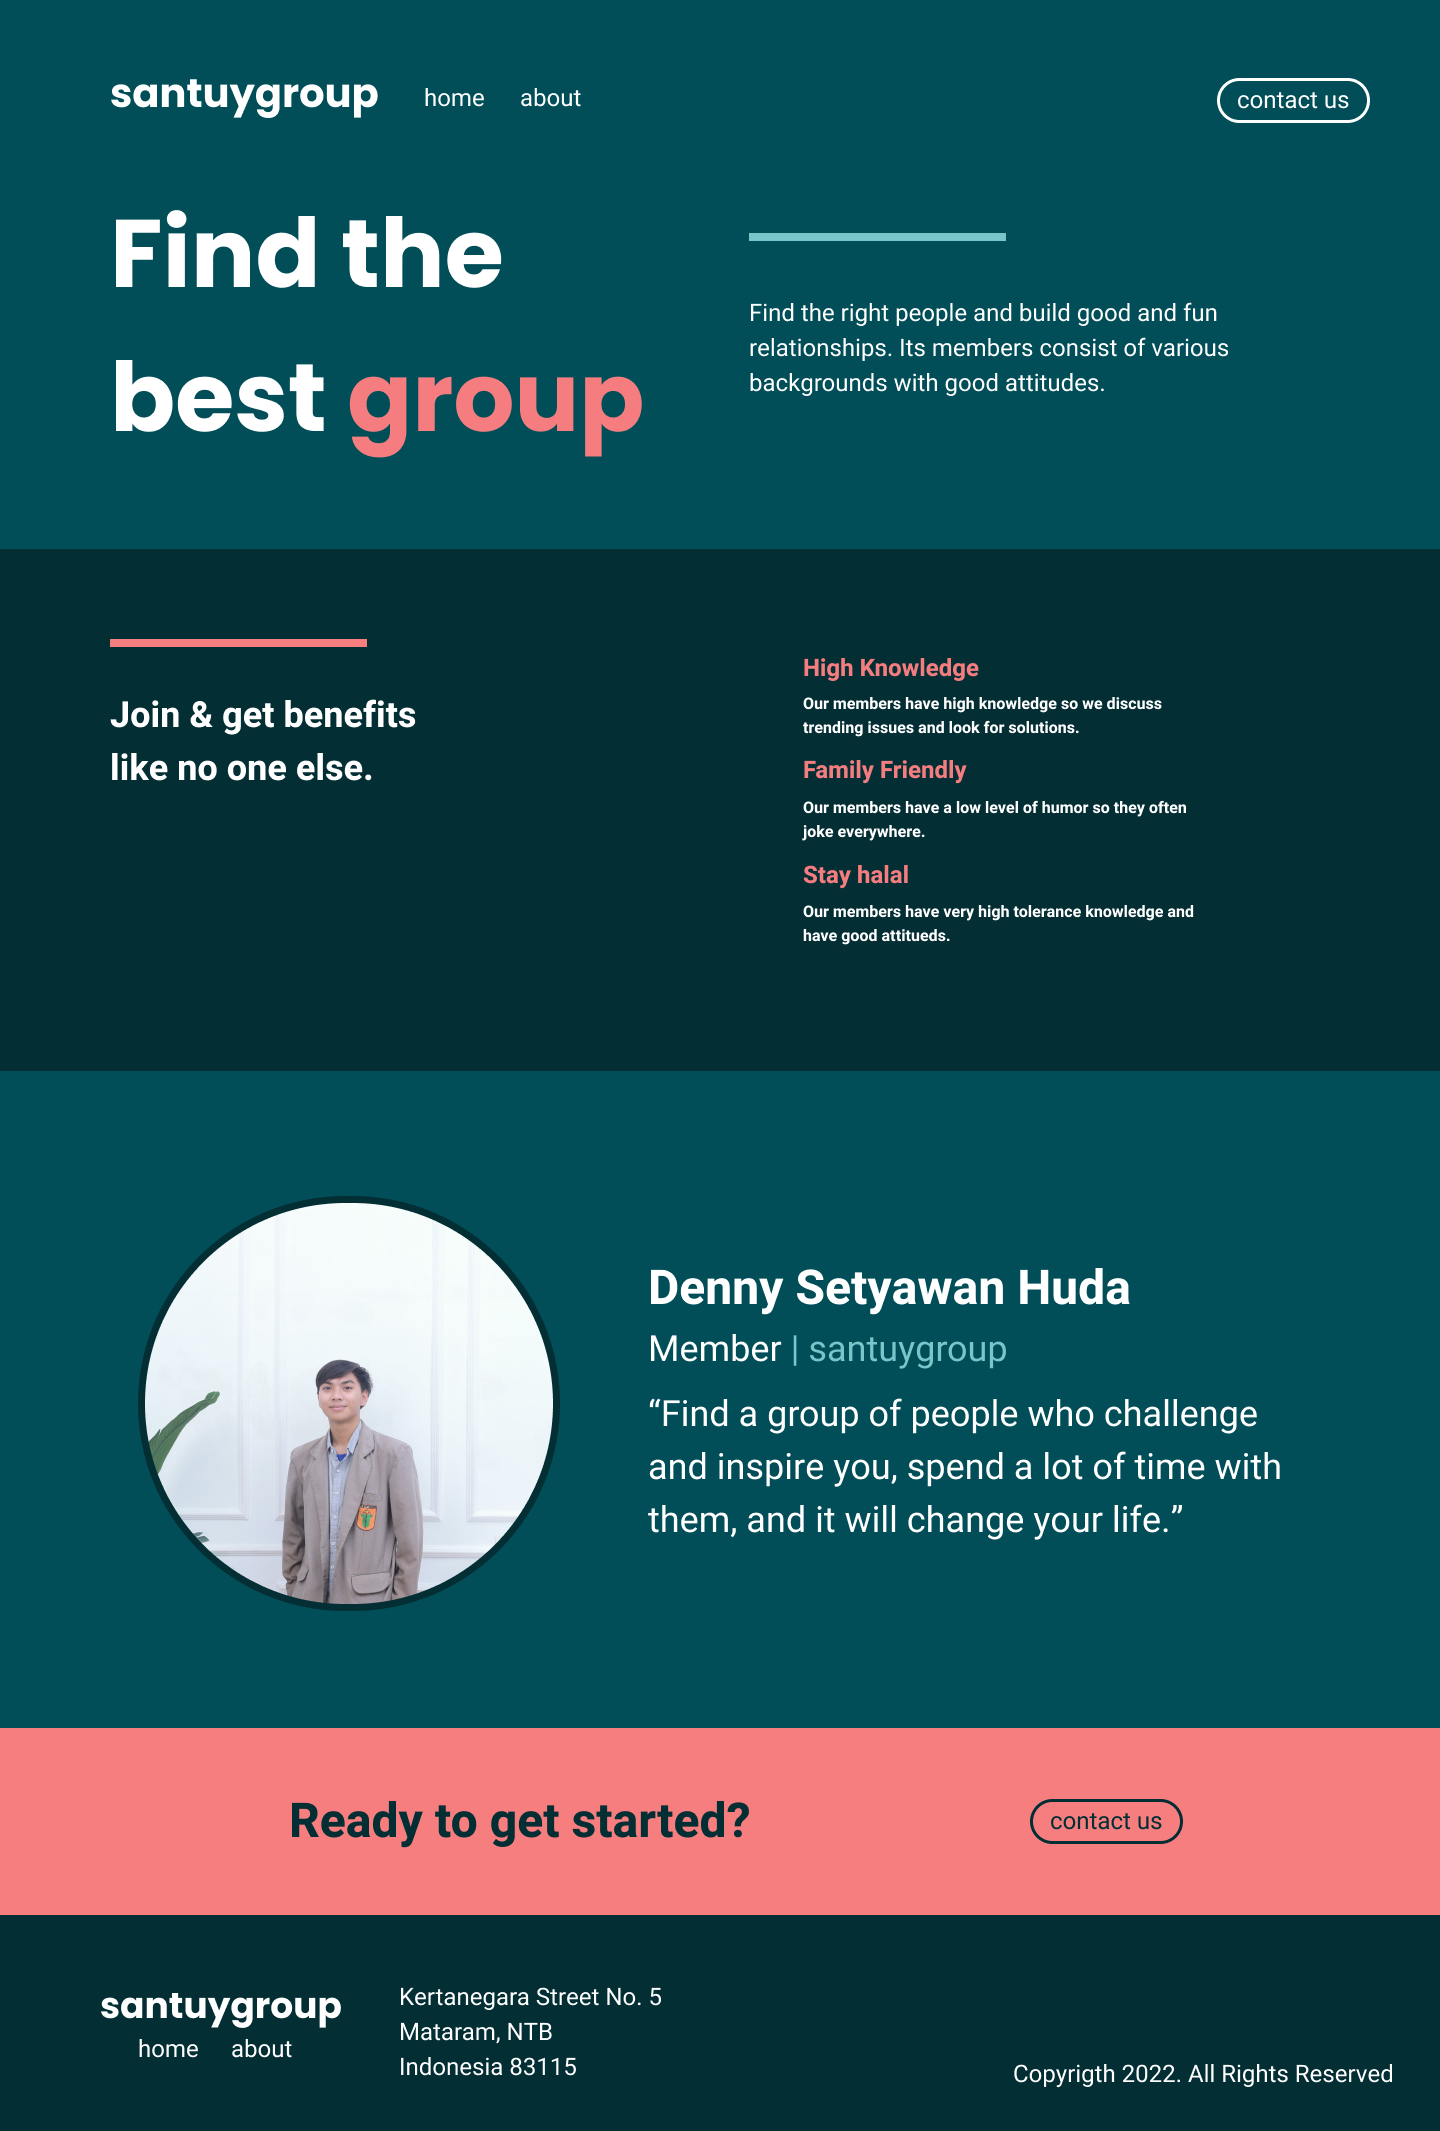 santuygroup home about contact us
Find the
best group
Find the right people and build good and fun
relationships. Its members consist of various
backgrounds with good attitudes.
Join & get benefits
like no one else.
High Knowledge
Our members have high knowledge so we discuss
trending issues and look for solutions.
Family Friendly
Our members have a low level of humor so they often
joke everywhere.
Stay halal
Our members have very high tolerance knowledge and
have good attitueds.
Denny Setyawan Huda
Member | santuygroup
“Find a group of people who challenge
and inspire you, spend a lot of time with
them, and it will change your life.”
Ready to get started? contact us
santuygroup
home about
Kertanegara Street No. 5
Mataram, NTB
Indonesia 83115
Copyrigth 2022. All Rights Reserved